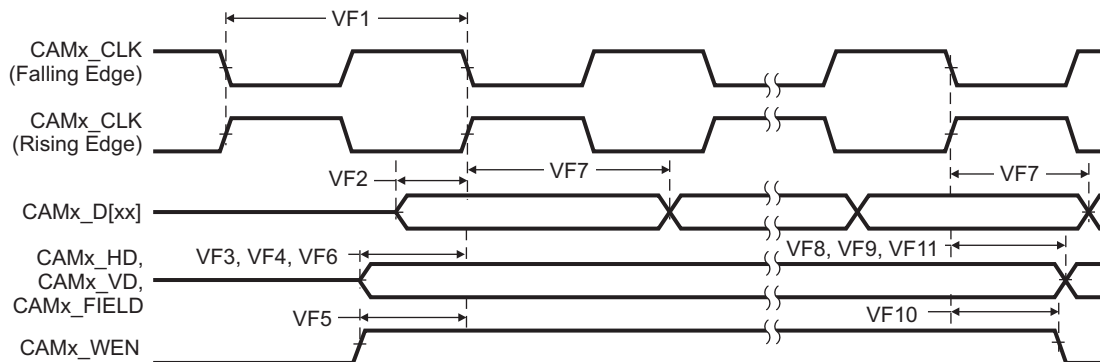 VF1
CAMx_CLK
(Falling Edge)
CAMx_CLK
(Rising Edge)
VF2
VF7
VF7
CAMx_D[xx]
CAMx_HD,
CAMx_VD,
CAMx_FIELD
VF3, VF4, VF6
VF8, VF9, VF11
VF5
VF10
CAMx_WEN